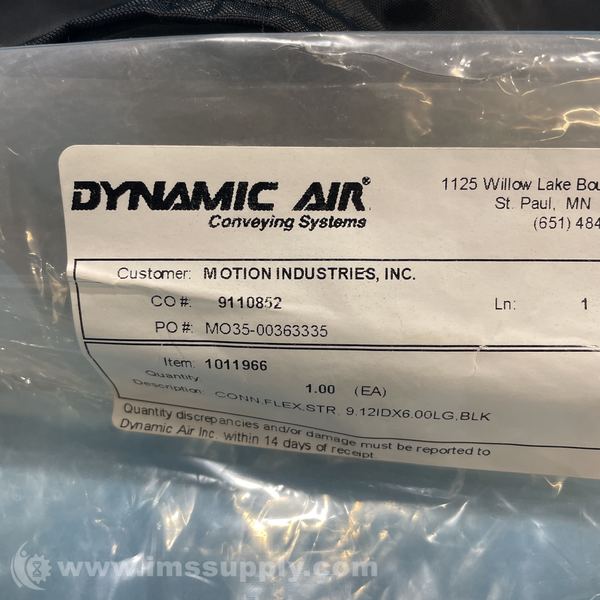 DYNAMIC AIR®
Conveying Systems
1125 Willow Lake Bou
St. Paul, MN
(651) 484
Customer: MOTION INDUSTRIES, INC.
CO #: 9110852 Ln: 1
PO #: MO35-00363335
Item: 1011966
Quantity: 1.00 (EA)
Description: CONN,FLEX,STR, 9.12IDX6.00LG,BLK
Quantity discrepancies and/or damage must be reported to
Dynamic Air Inc. within 14 days of receipt
www.imssupply.com